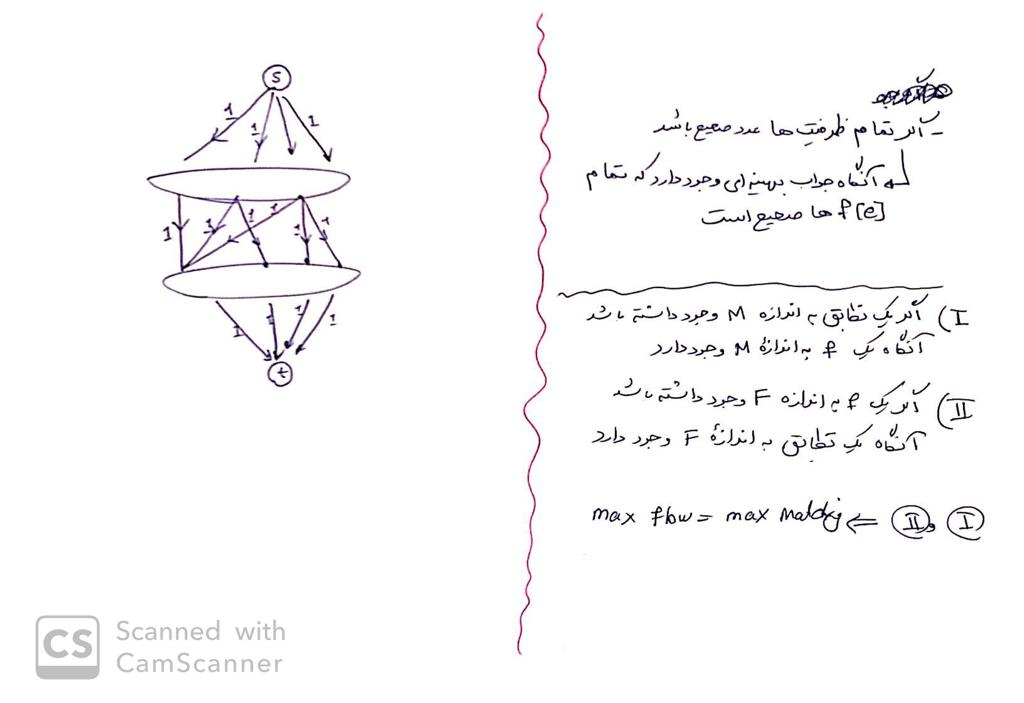 - اگر تمام ظرفیت ها عدد صحیح باشد
آنگاه جواب بهینه ای وجود دارد که تمام
f[e] ها صحیح است
I) اگر یک تطابق به اندازه M وجود داشته باشد
آنگاه یک f به اندازهٔ M وجود دارد
II) اگر یک f به اندازه F وجود داشته باشد
آنگاه یک تطابق به اندازهٔ F وجود دارد
I و II ⇐ max flow = max Matching
S
1 1 1
1 1 1 1 1 1
1 1 1 1
t
CS Scanned with
CamScanner